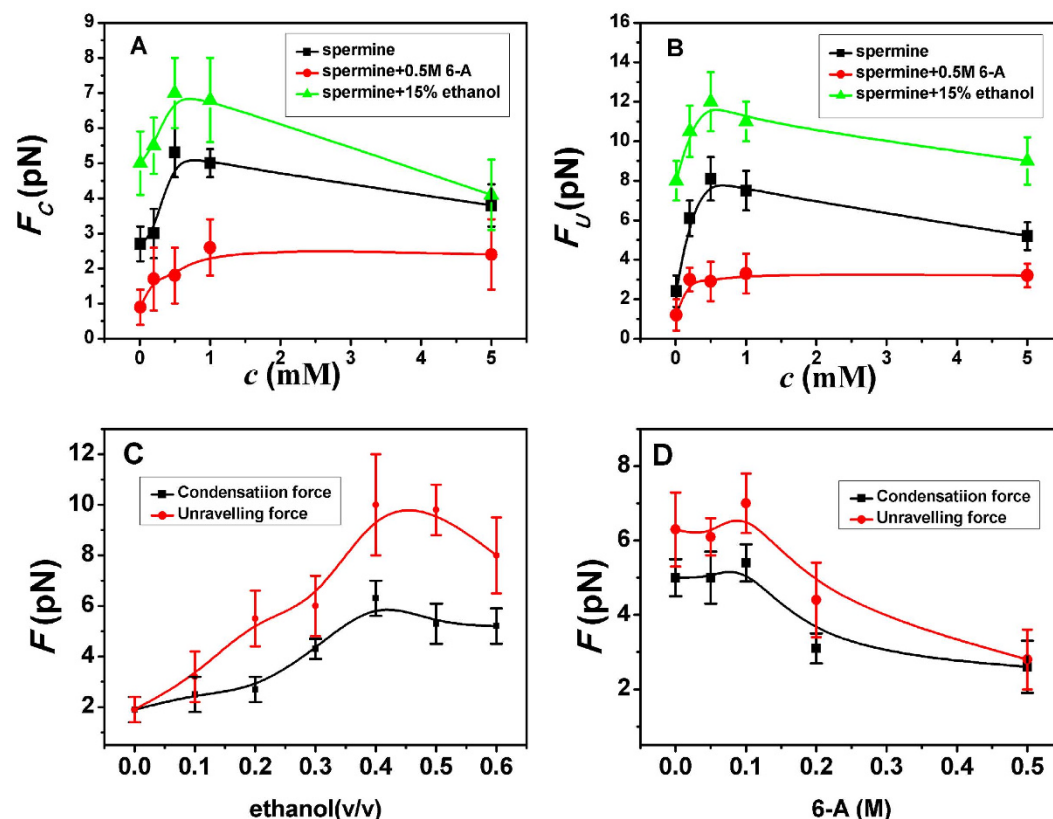 A
spermine
spermine+0.5M 6-A
spermine+15% ethanol
F_C (pN)
9
8
7
6
5
4
3
2
1
0
0 1 2 3 4 5
c (mM)
B
spermine
spermine+0.5M 6-A
spermine+15% ethanol
F_U (pN)
16
14
12
10
8
6
4
2
0
0 1 2 3 4 5
c (mM)
C
Condensatiion force
Unravelling force
F (pN)
12
10
8
6
4
2
0.0 0.1 0.2 0.3 0.4 0.5 0.6
ethanol(v/v)
D
Condensatiion force
Unravelling force
F (pN)
8
6
4
2
0.0 0.1 0.2 0.3 0.4 0.5
6-A (M)